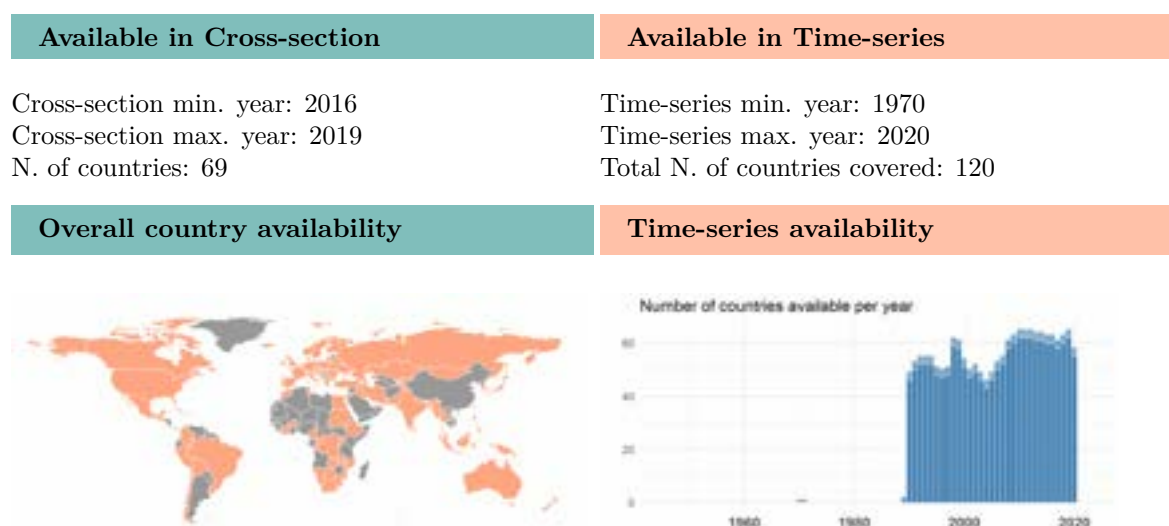 Available in Cross-section
Available in Time-series
Cross-section min. year: 2016
Cross-section max. year: 2019
N. of countries: 69
Time-series min. year: 1970
Time-series max. year: 2020
Total N. of countries covered: 120
Overall country availability
Time-series availability
Number of countries available per year
60
40
20
0
1960 1980 2000 2020